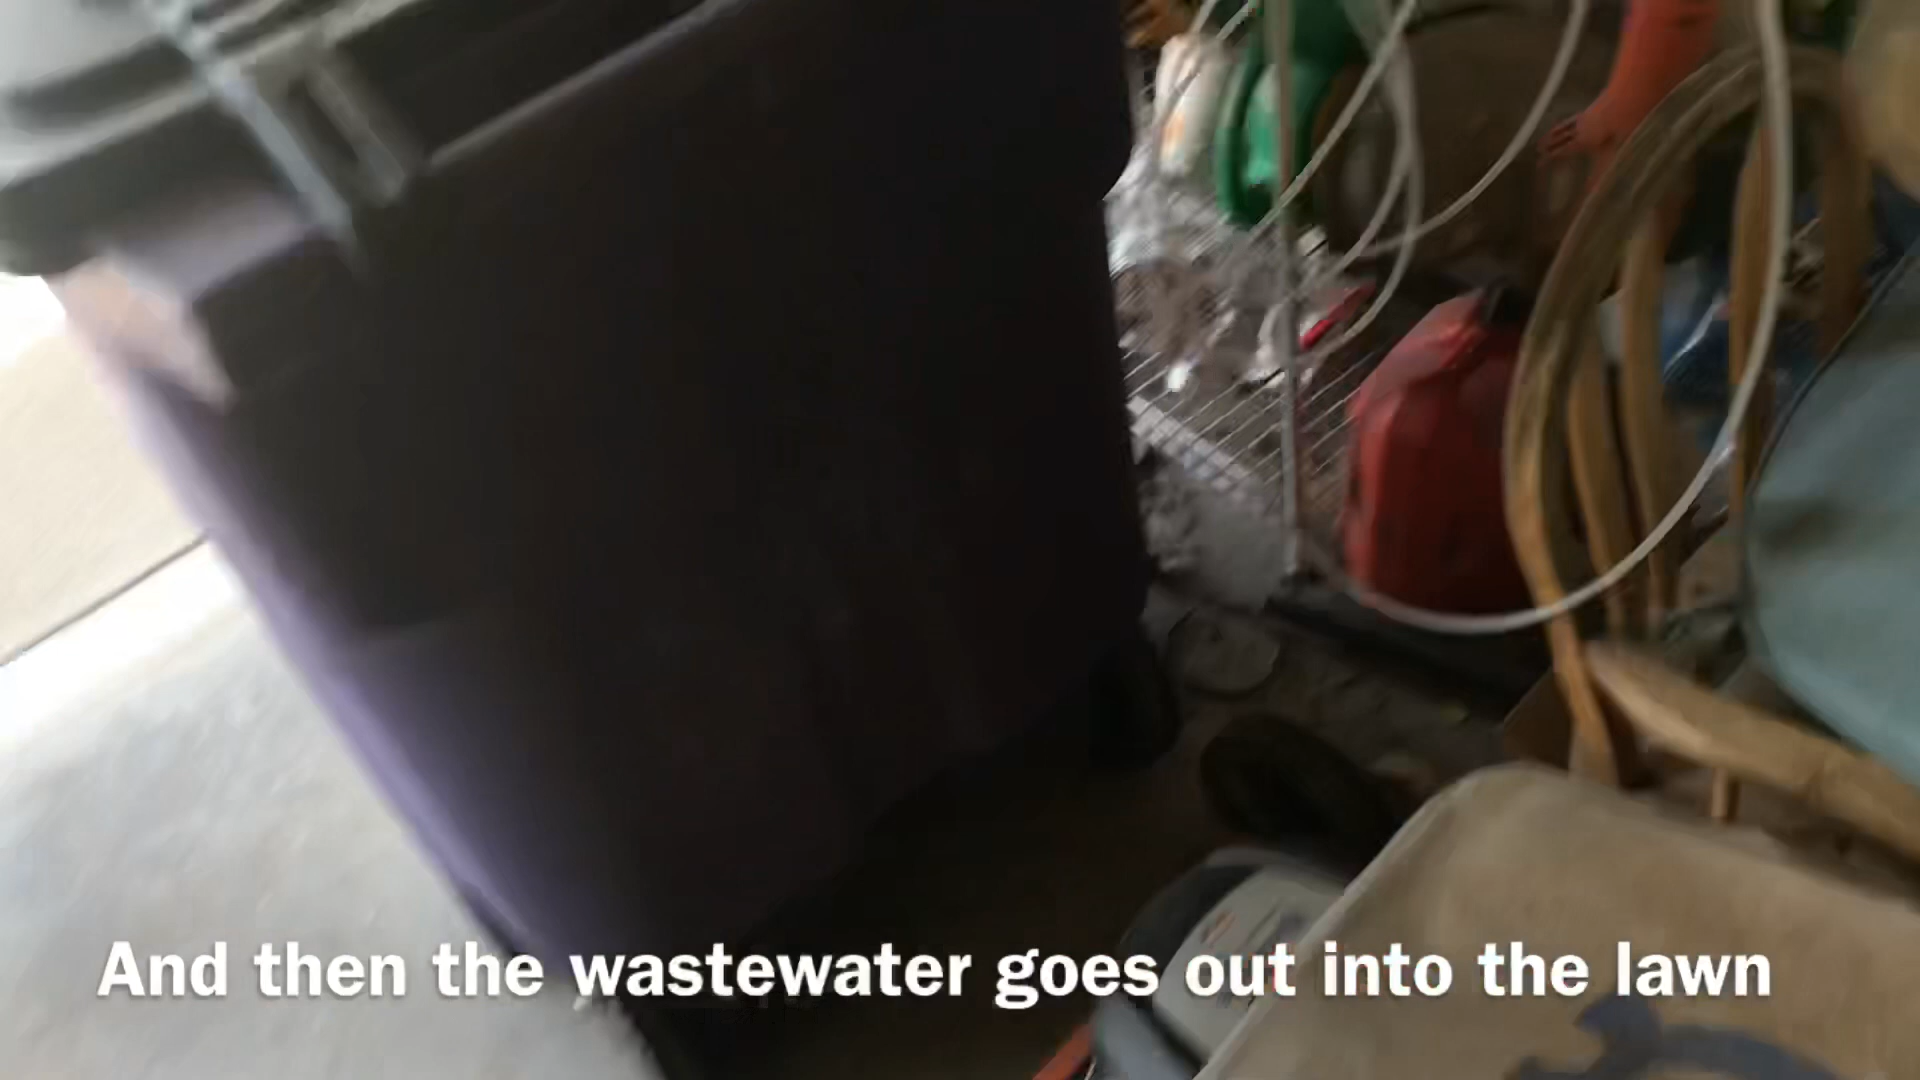 And then the wastewater goes out into the lawn